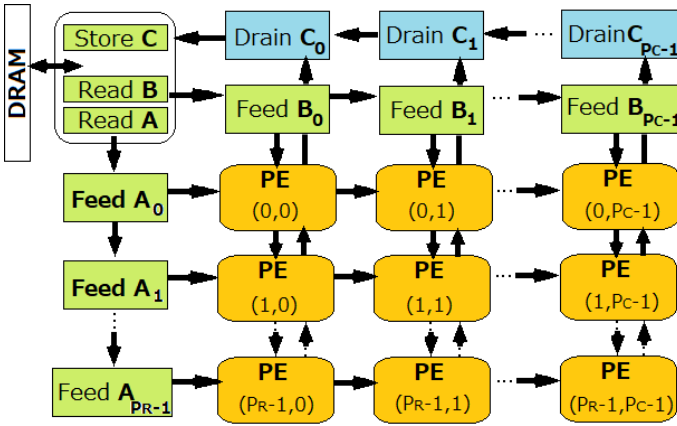 DRAM
Store C
Read B
Read A
Drain C0
Drain C1
...
DrainCPC-1
Feed B0
Feed B1
...
Feed BPC-1
Feed A0
PE
(0,0)
PE
(0,1)
...
PE
(0,PC-1)
Feed A1
PE
(1,0)
PE
(1,1)
...
PE
(1,PC-1)
Feed APR-1
PE
(PR-1,0)
PE
(PR-1,1)
...
PE
(PR-1,PC-1)